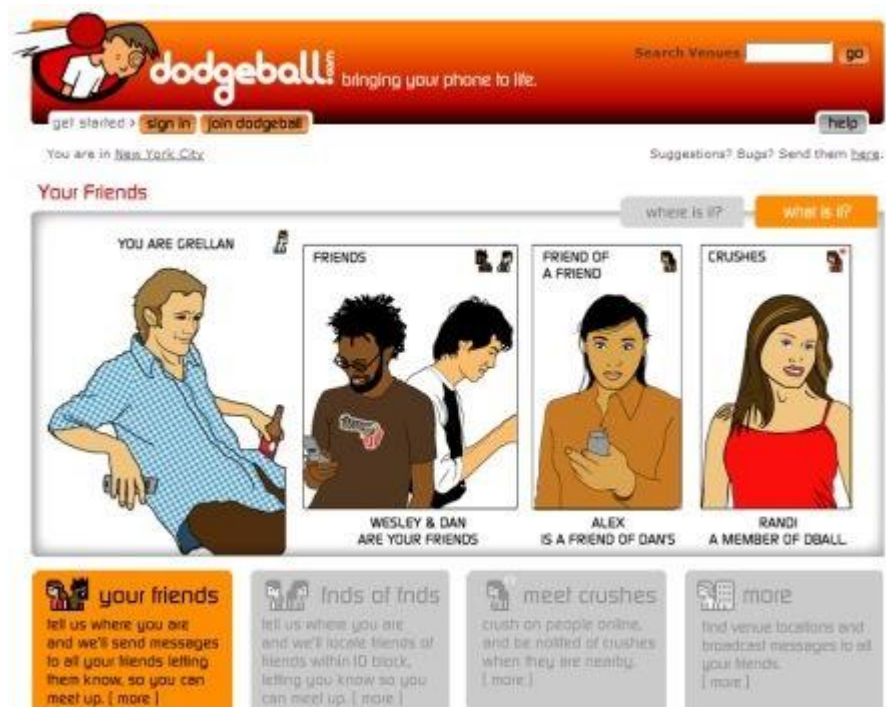 dodgeball.com bringing your phone to life.
Search Venues go
get started > sign in join dodgeball help
You are in New York City
Suggestions? Bugs? Send them here.
Your Friends
where is it? what is it?
YOU ARE GRELLAN
FRIENDS
WESLEY & DAN
ARE YOUR FRIENDS
FRIEND OF
A FRIEND
ALEX
IS A FRIEND OF DAN'S
CRUSHES
RANDI
A MEMBER OF DBALL.
your friends
tell us where you are
and we'll send messages
to all your friends letting
them know, so you can
meet up. [ more ]
fnds of fnds
tell us where you are
and we'll locate friends of
friends within 10 block,
letting you know so you
can meet up. [ more ]
meet crushes
crush on people online,
and be notified of crushes
when they are nearby.
[ more ]
more
find venue locations and
broadcast messages to all
your friends.
[ more ]